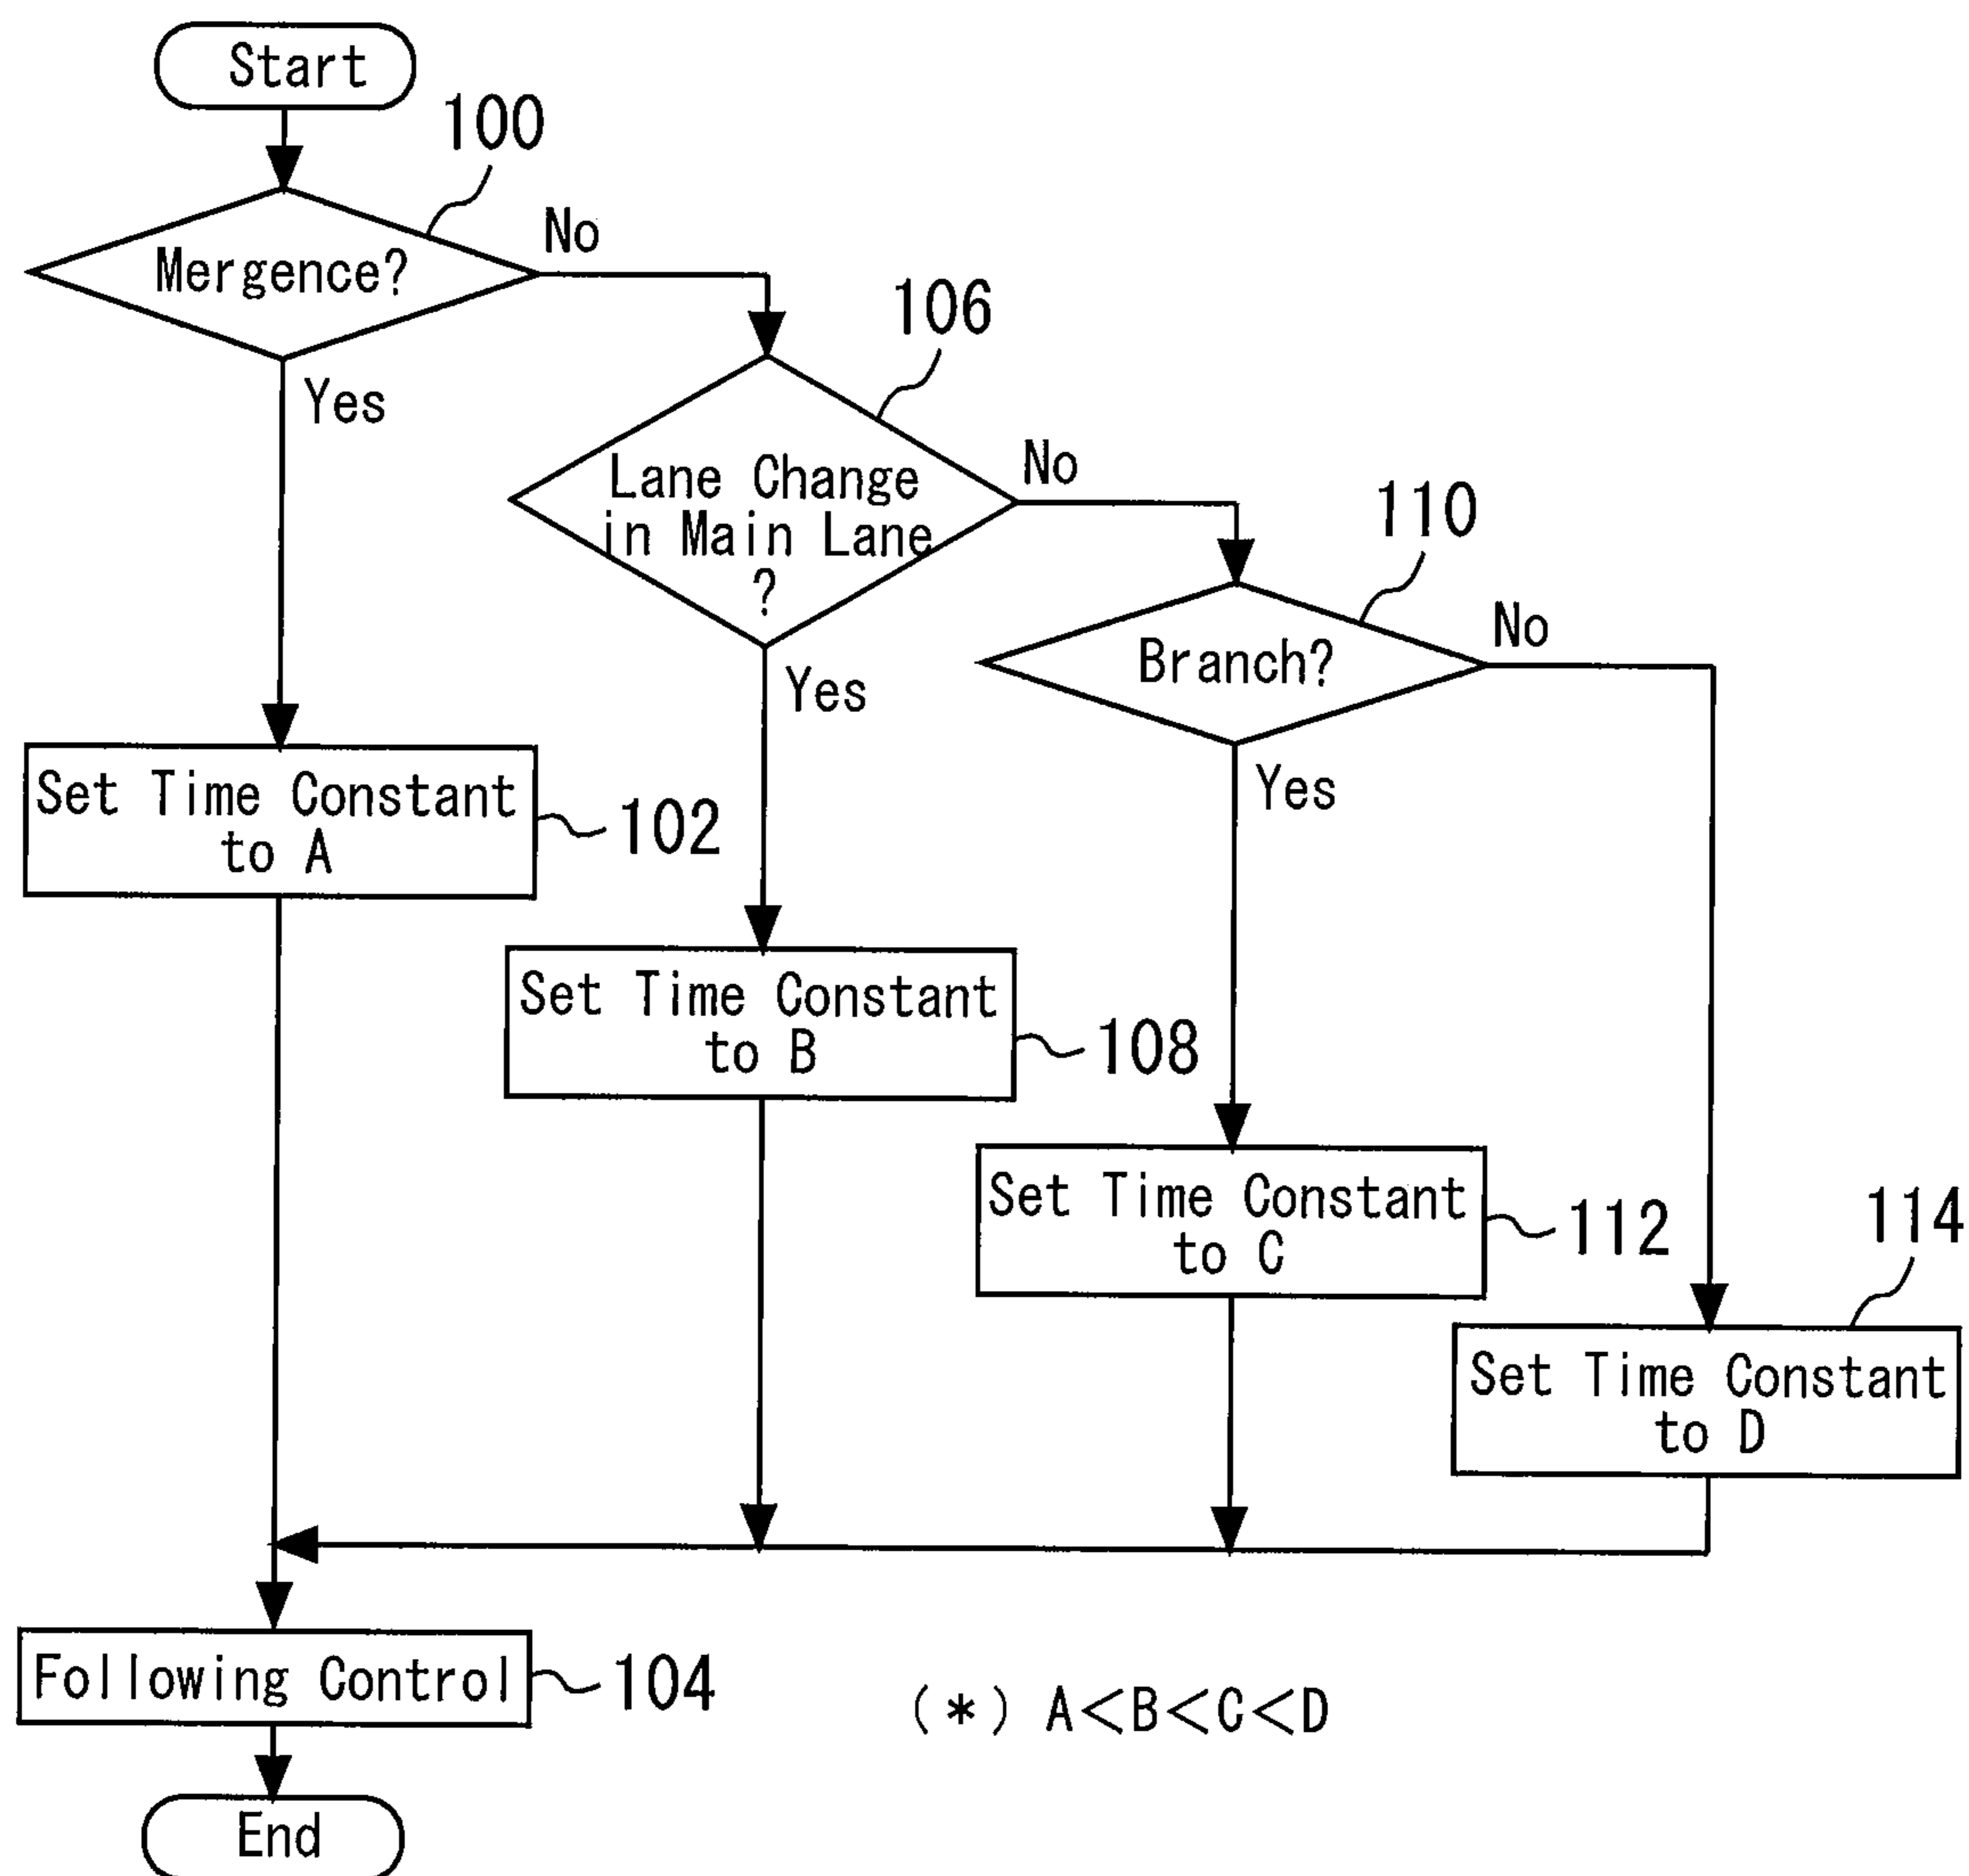 Start
100
Mergence?
No
Yes
106
Lane Change
in Main Lane
?
No
Yes
110
Branch?
No
Yes
Set Time Constant
to A
102
Set Time Constant
to B
108
Set Time Constant
to C
112
114
Set Time Constant
to D
Following Control
104
(*) A<B<C<D
End